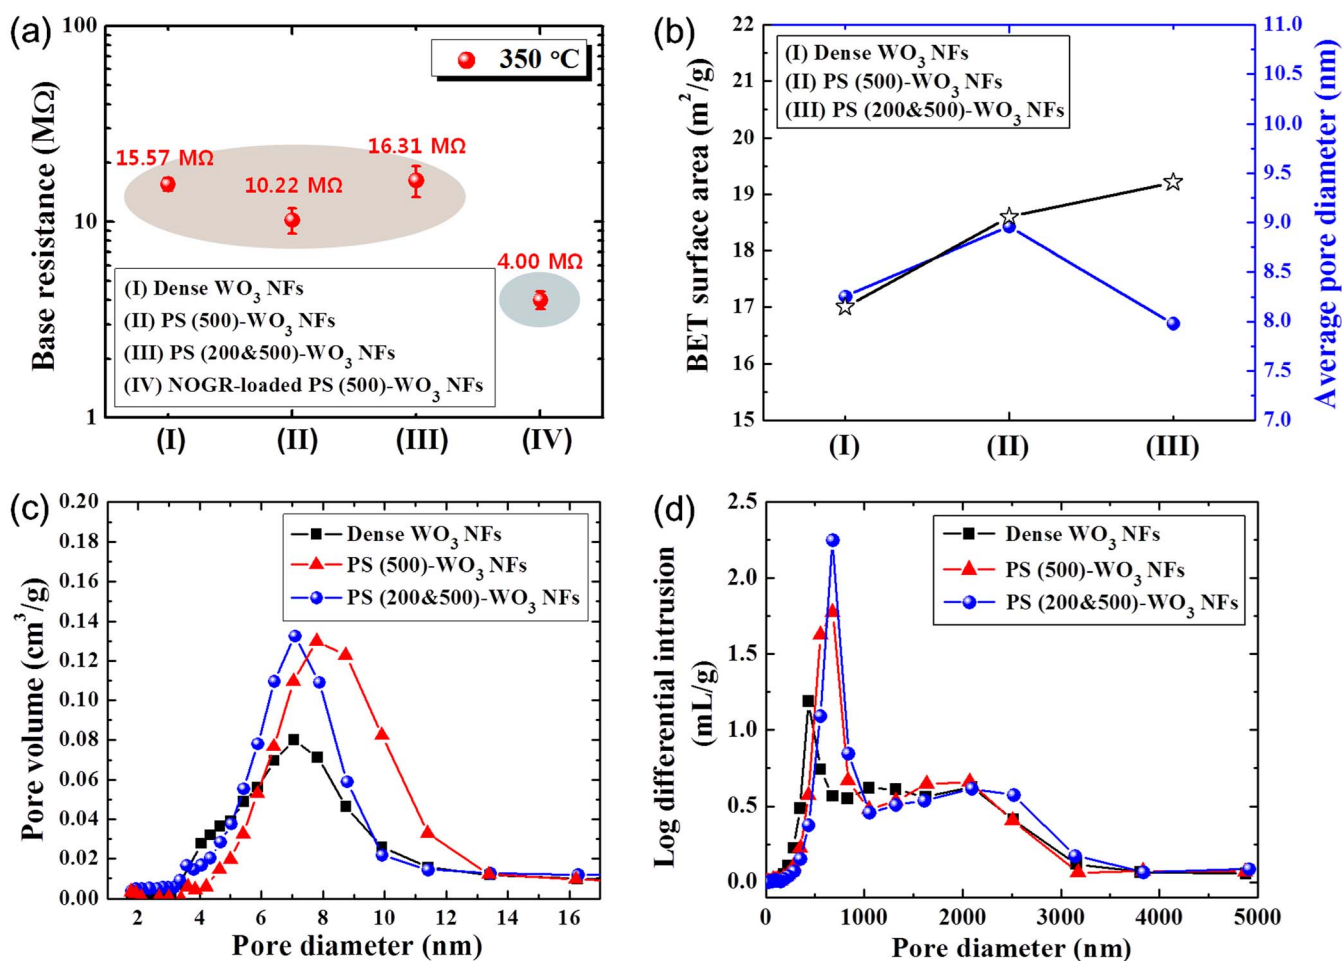 (a)
Base resistance (MΩ)
100
10
1
350 °C
15.57 MΩ
10.22 MΩ
16.31 MΩ
4.00 MΩ
(I) Dense WO3 NFs
(II) PS (500)-WO3 NFs
(III) PS (200&500)-WO3 NFs
(IV) NOGR-loaded PS (500)-WO3 NFs
(I) (II) (III) (IV)
(b)
BET surface area (m²/g)
22
21
20
19
18
17
16
15
(I) Dense WO3 NFs
(II) PS (500)-WO3 NFs
(III) PS (200&500)-WO3 NFs
11.0
10.5
10.0
9.5
9.0
8.5
8.0
7.5
7.0
Average pore diameter (nm)
(I) (II) (III)
(c)
Pore volume (cm³/g)
0.20
0.18
0.16
0.14
0.12
0.10
0.08
0.06
0.04
0.02
0.00
Dense WO3 NFs
PS (500)-WO3 NFs
PS (200&500)-WO3 NFs
2 4 6 8 10 12 14 16
Pore diameter (nm)
(d)
Log differential intrusion
(mL/g)
2.5
2.0
1.5
1.0
0.5
0.0
Dense WO3 NFs
PS (500)-WO3 NFs
PS (200&500)-WO3 NFs
0 1000 2000 3000 4000 5000
Pore diameter (nm)